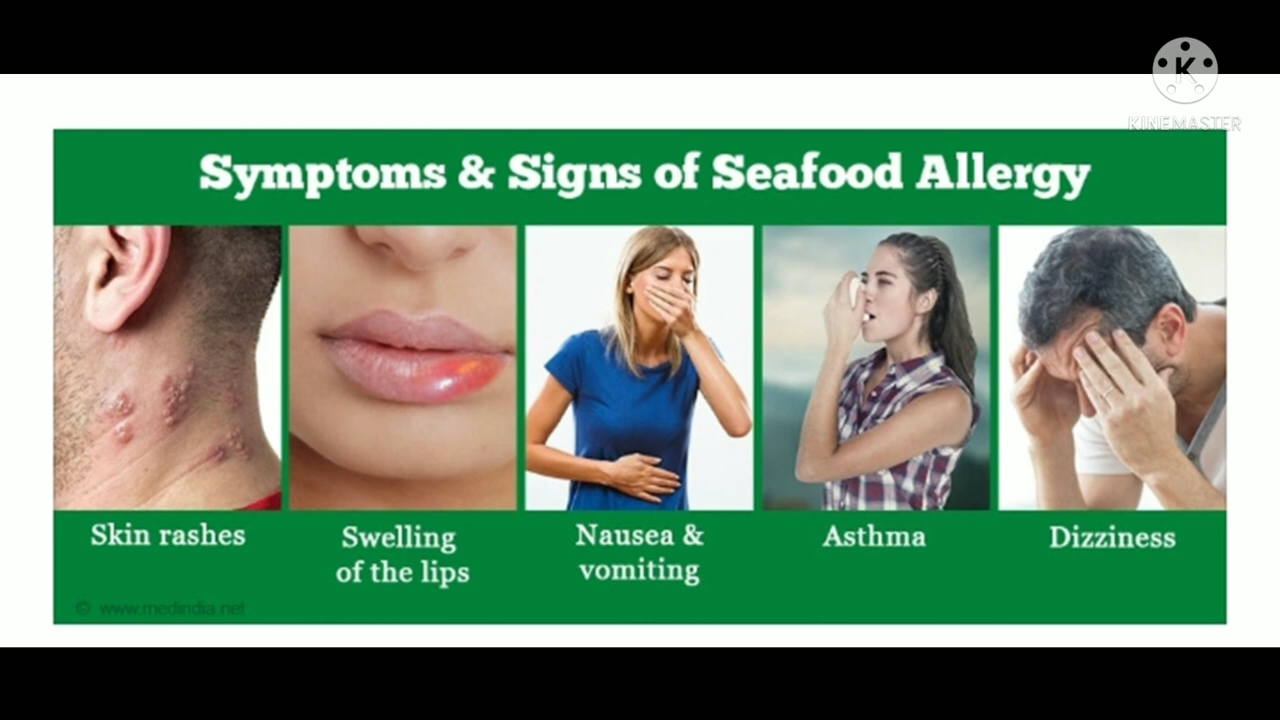 K
KINEMASTER
Symptoms & Signs of Seafood Allergy
Skin rashes
Swelling
of the lips
Nausea &
vomiting
Asthma
Dizziness
© www.medindia.net